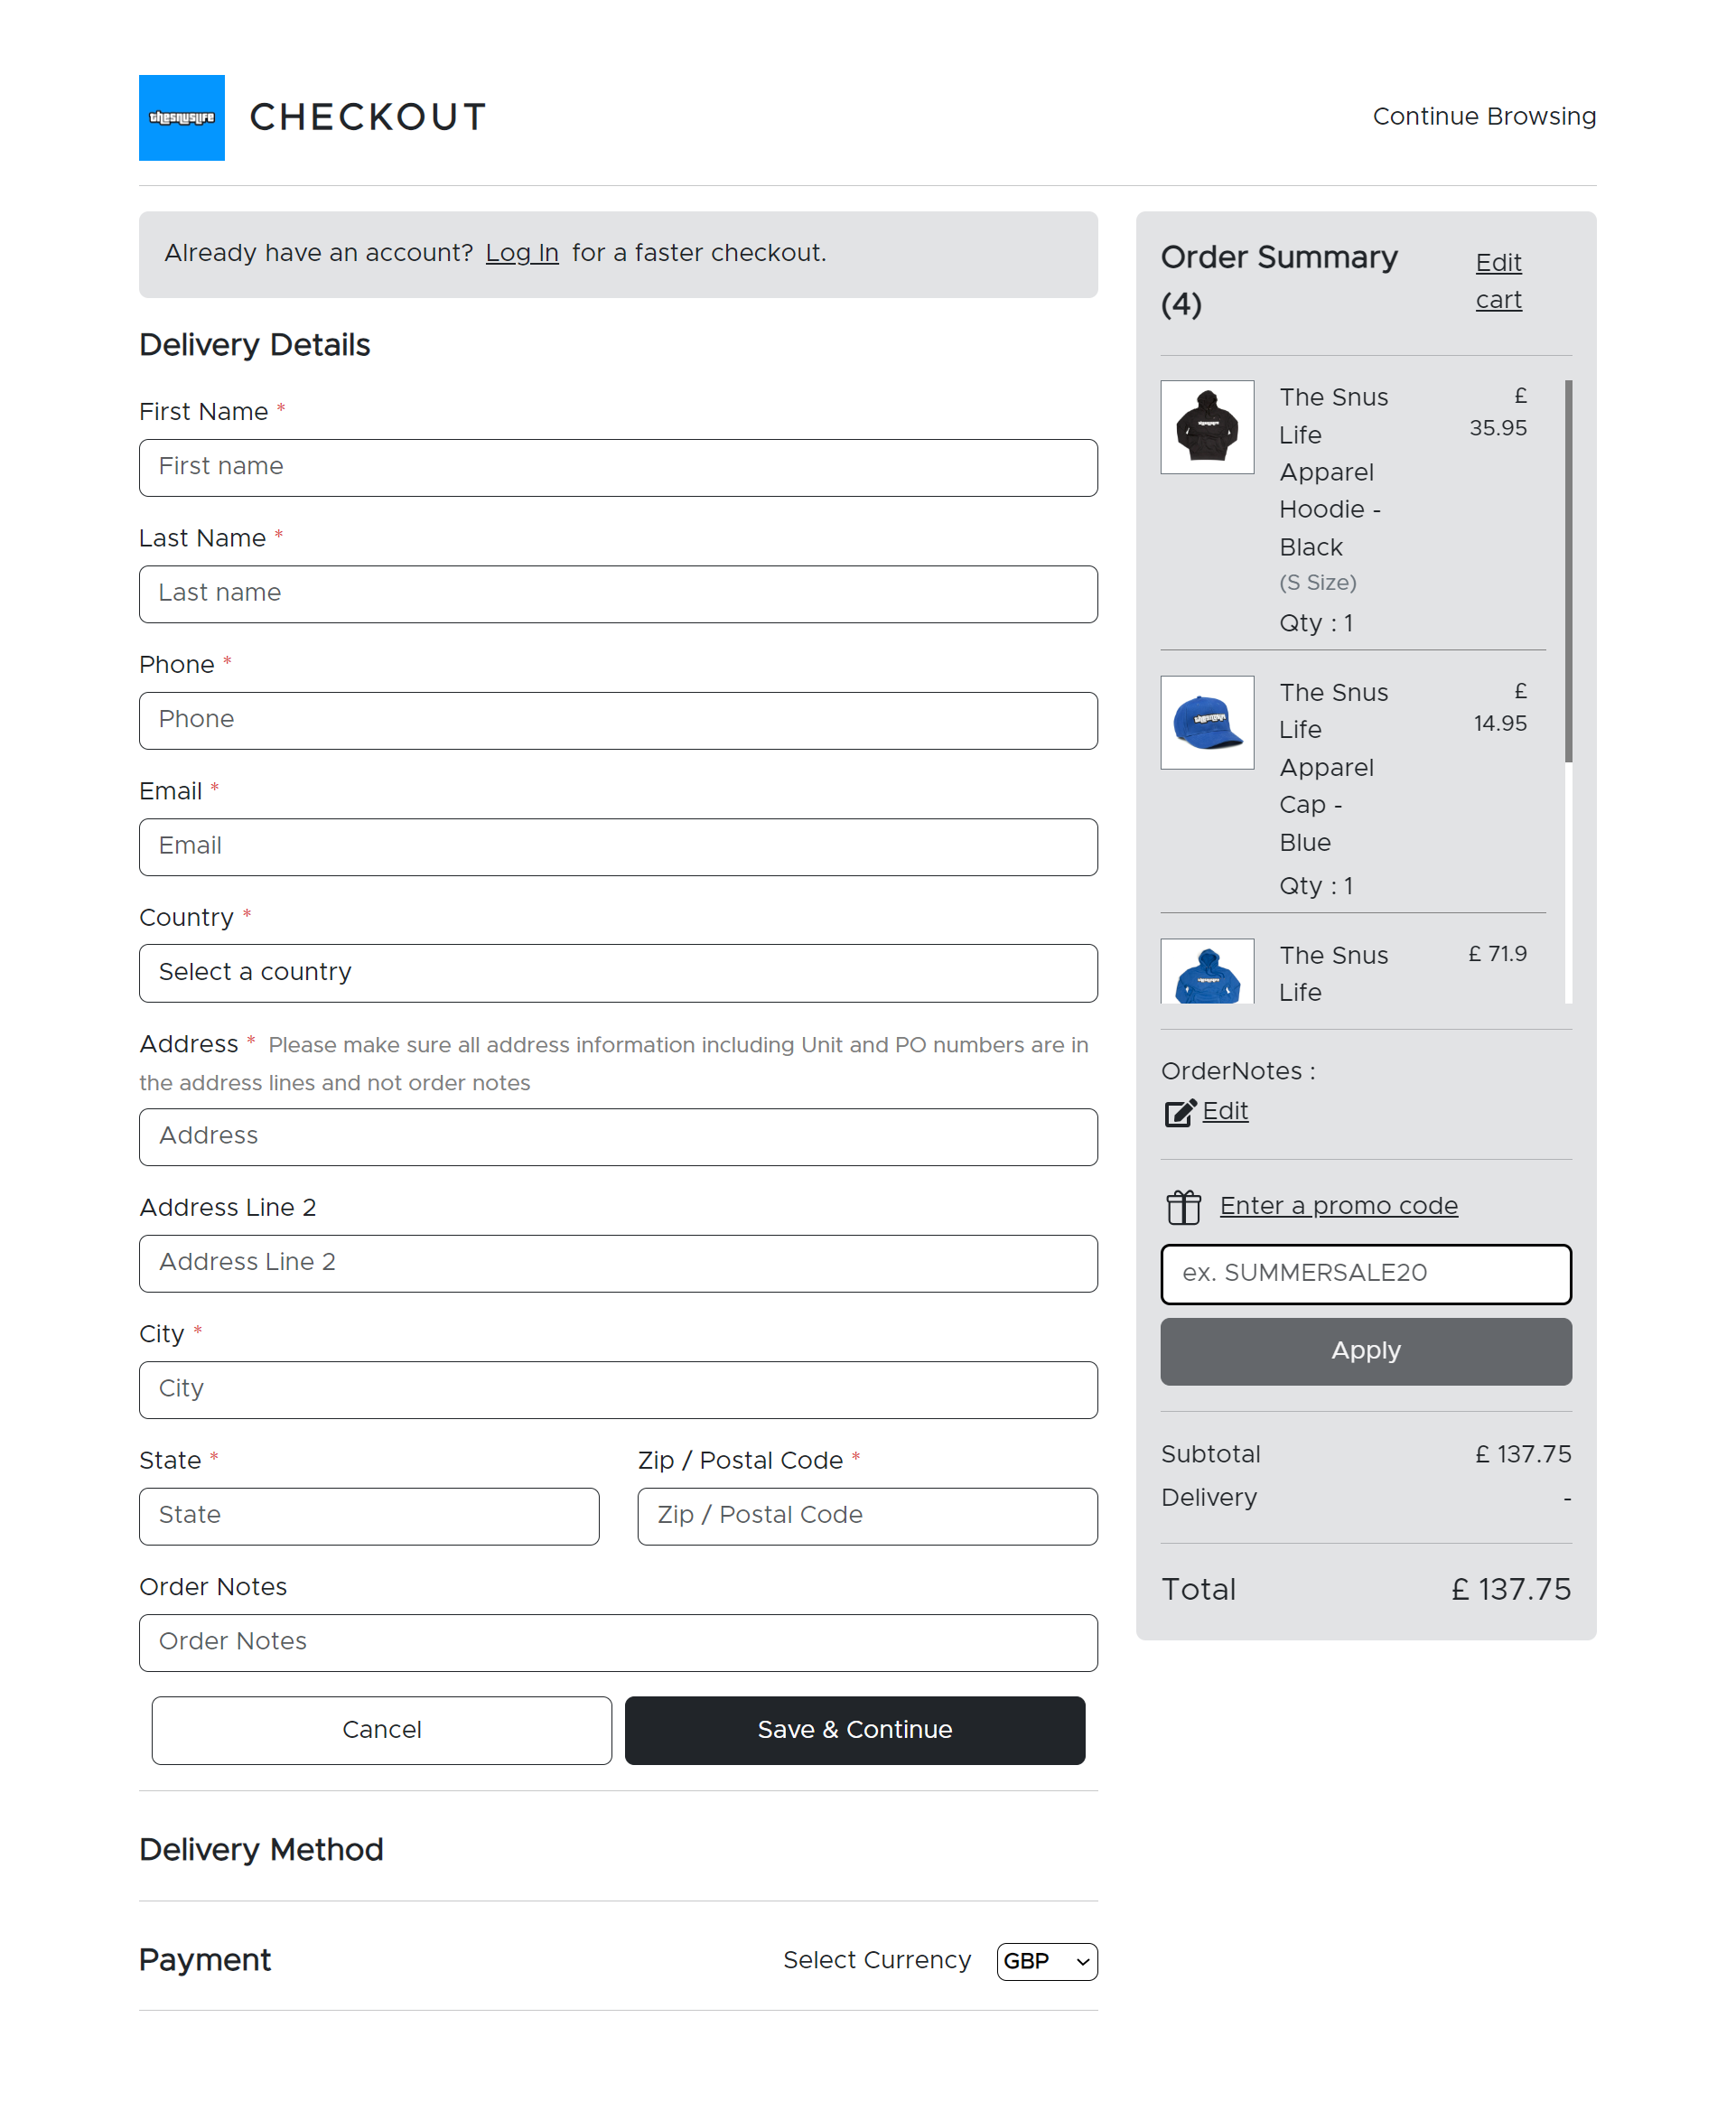 thesnuslife
CHECKOUT
Continue Browsing
Already have an account? Log In for a faster checkout.
Delivery Details
First Name *
First name
Last Name *
Last name
Phone *
Phone
Email *
Email
Country *
Select a country
Address * Please make sure all address information including Unit and PO numbers are in
the address lines and not order notes
Address
Address Line 2
Address Line 2
City *
City
State *
State
Zip / Postal Code *
Zip / Postal Code
Order Notes
Order Notes
Cancel
Save & Continue
Delivery Method
Payment
Select Currency
GBP
Order Summary
(4)
Edit
cart
The Snus
Life
Apparel
Hoodie -
Black
(S Size)
Qty : 1
£
35.95
thesnuslife
The Snus
Life
Apparel
Cap -
Blue
Qty : 1
£
14.95
The Snus
Life
£ 71.9
OrderNotes :
Edit
Enter a promo code
ex. SUMMERSALE20
Apply
Subtotal
£ 137.75
Delivery
-
Total
£ 137.75